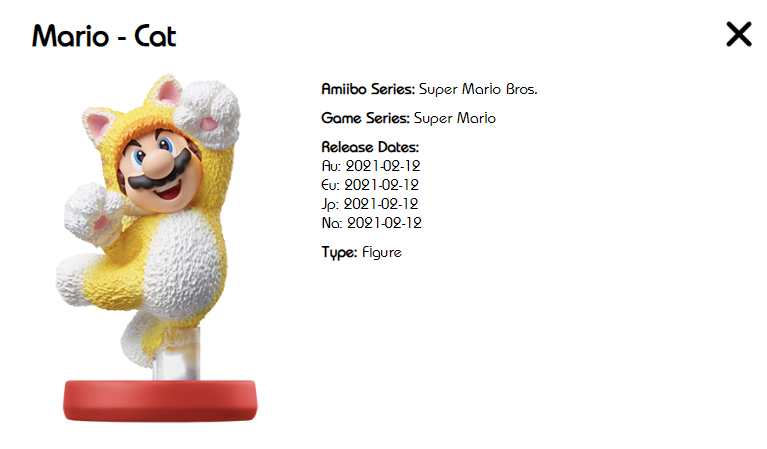 Mario - Cat
Amiibo Series: Super Mario Bros.
Game Series: Super Mario
Release Dates:
Au: 2021-02-12
Eu: 2021-02-12
Jp: 2021-02-12
Na: 2021-02-12
Type: Figure